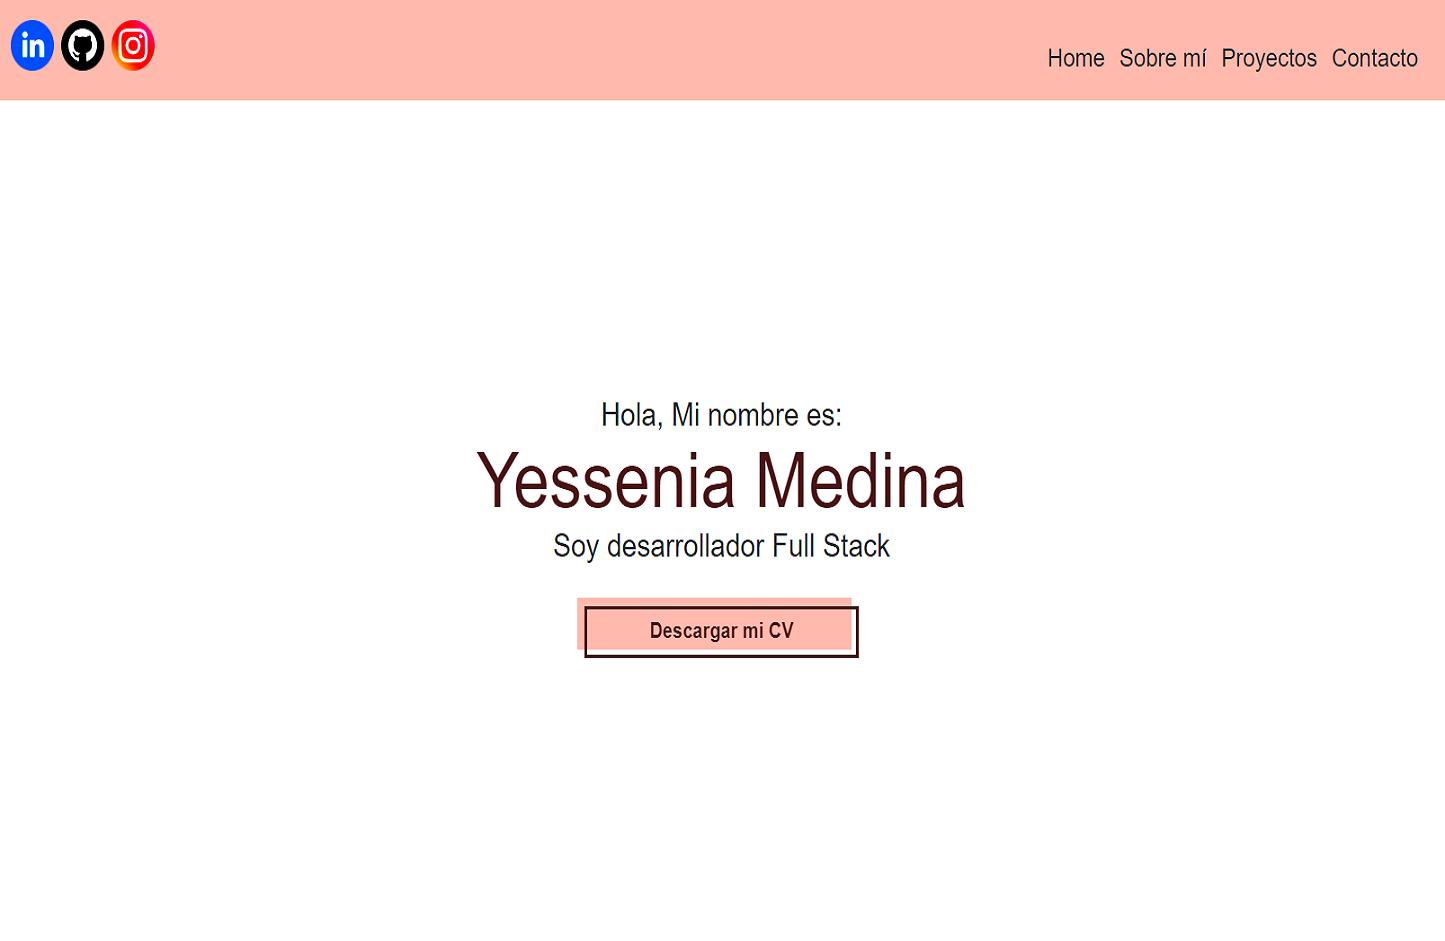 in
Home Sobre mí Proyectos Contacto
Hola, Mi nombre es:
Yessenia Medina
Soy desarrollador Full Stack
Descargar mi CV